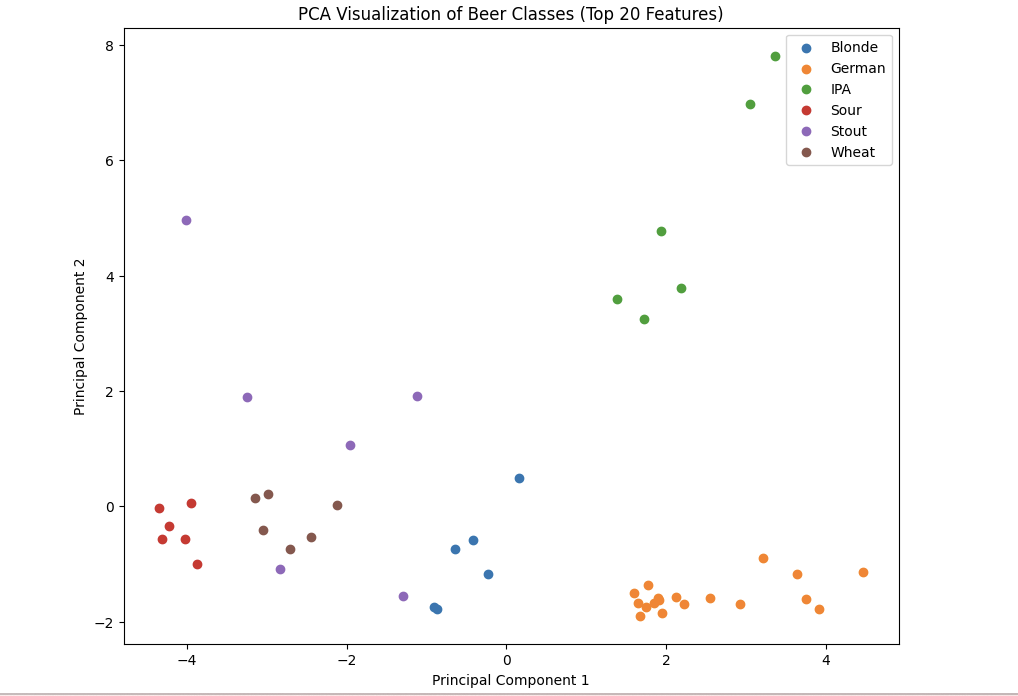 PCA Visualization of Beer Classes (Top 20 Features)
Blonde
German
IPA
Sour
Stout
Wheat
8
6
4
2
0
−2
Principal Component 2
−4
−2
0
2
4
Principal Component 1